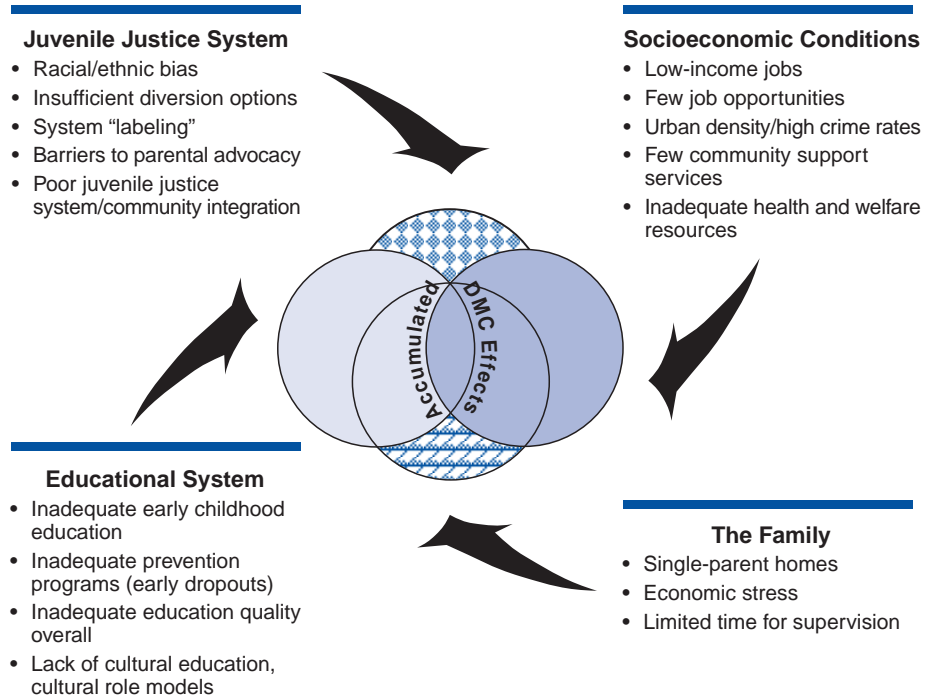 Juvenile Justice System
• Racial/ethnic bias
• Insufficient diversion options
• System “labeling”
• Barriers to parental advocacy
• Poor juvenile justice
system/community integration
Socioeconomic Conditions
• Low-income jobs
• Few job opportunities
• Urban density/high crime rates
• Few community support
services
• Inadequate health and welfare
resources
Accumulated
DMC Effects
Educational System
• Inadequate early childhood
education
• Inadequate prevention
programs (early dropouts)
• Inadequate education quality
overall
• Lack of cultural education,
cultural role models
The Family
• Single-parent homes
• Economic stress
• Limited time for supervision